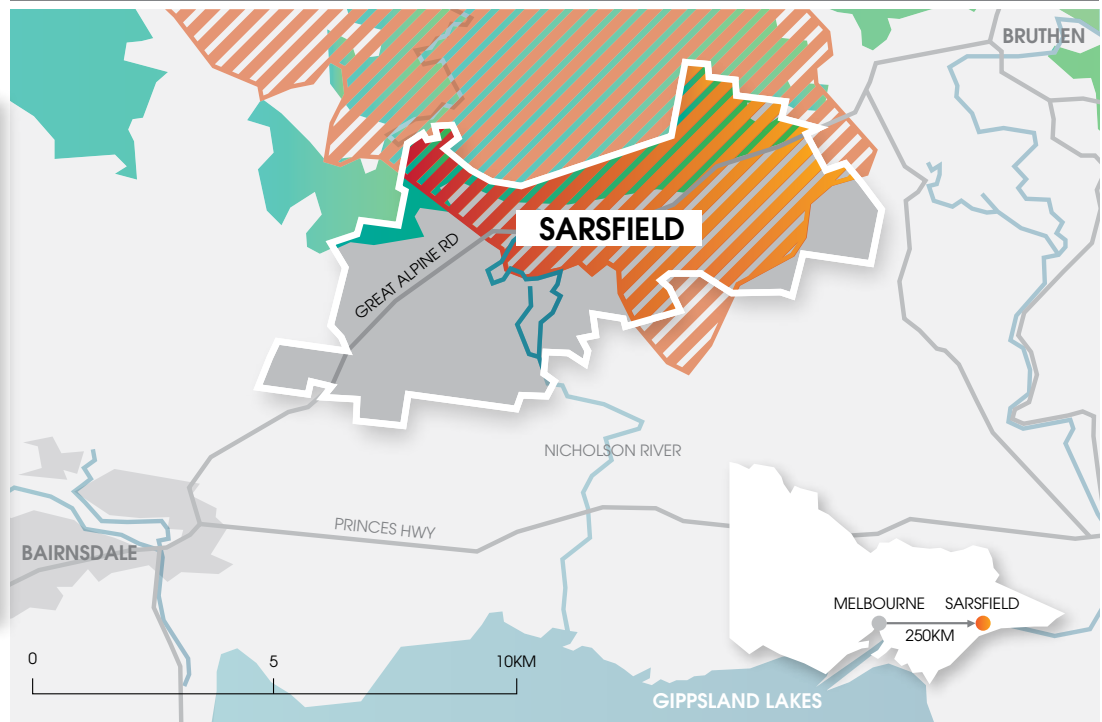 BRUTHEN
SARSFIELD
GREAT ALPINE RD
NICHOLSON RIVER
PRINCES HWY
BAIRNSDALE
MELBOURNE
SARSFIELD
250KM
0
5
10KM
GIPPSLAND LAKES